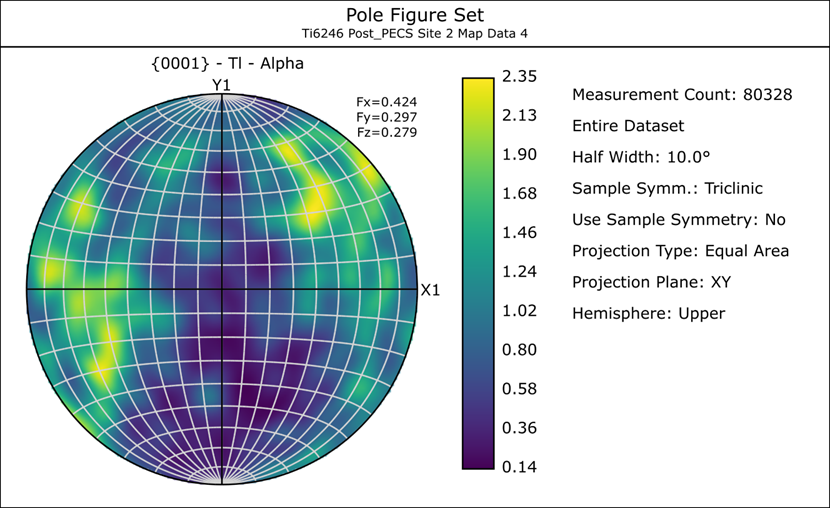 Pole Figure Set
Ti6246 Post_PECS Site 2 Map Data 4
{0001} - Tl - Alpha
Y1
Fx=0.424
Fy=0.297
Fz=0.279
X1
2.35
2.13
1.90
1.68
1.46
1.24
1.02
0.80
0.58
0.36
0.14
Measurement Count: 80328
Entire Dataset
Half Width: 10.0°
Sample Symm.: Triclinic
Use Sample Symmetry: No
Projection Type: Equal Area
Projection Plane: XY
Hemisphere: Upper